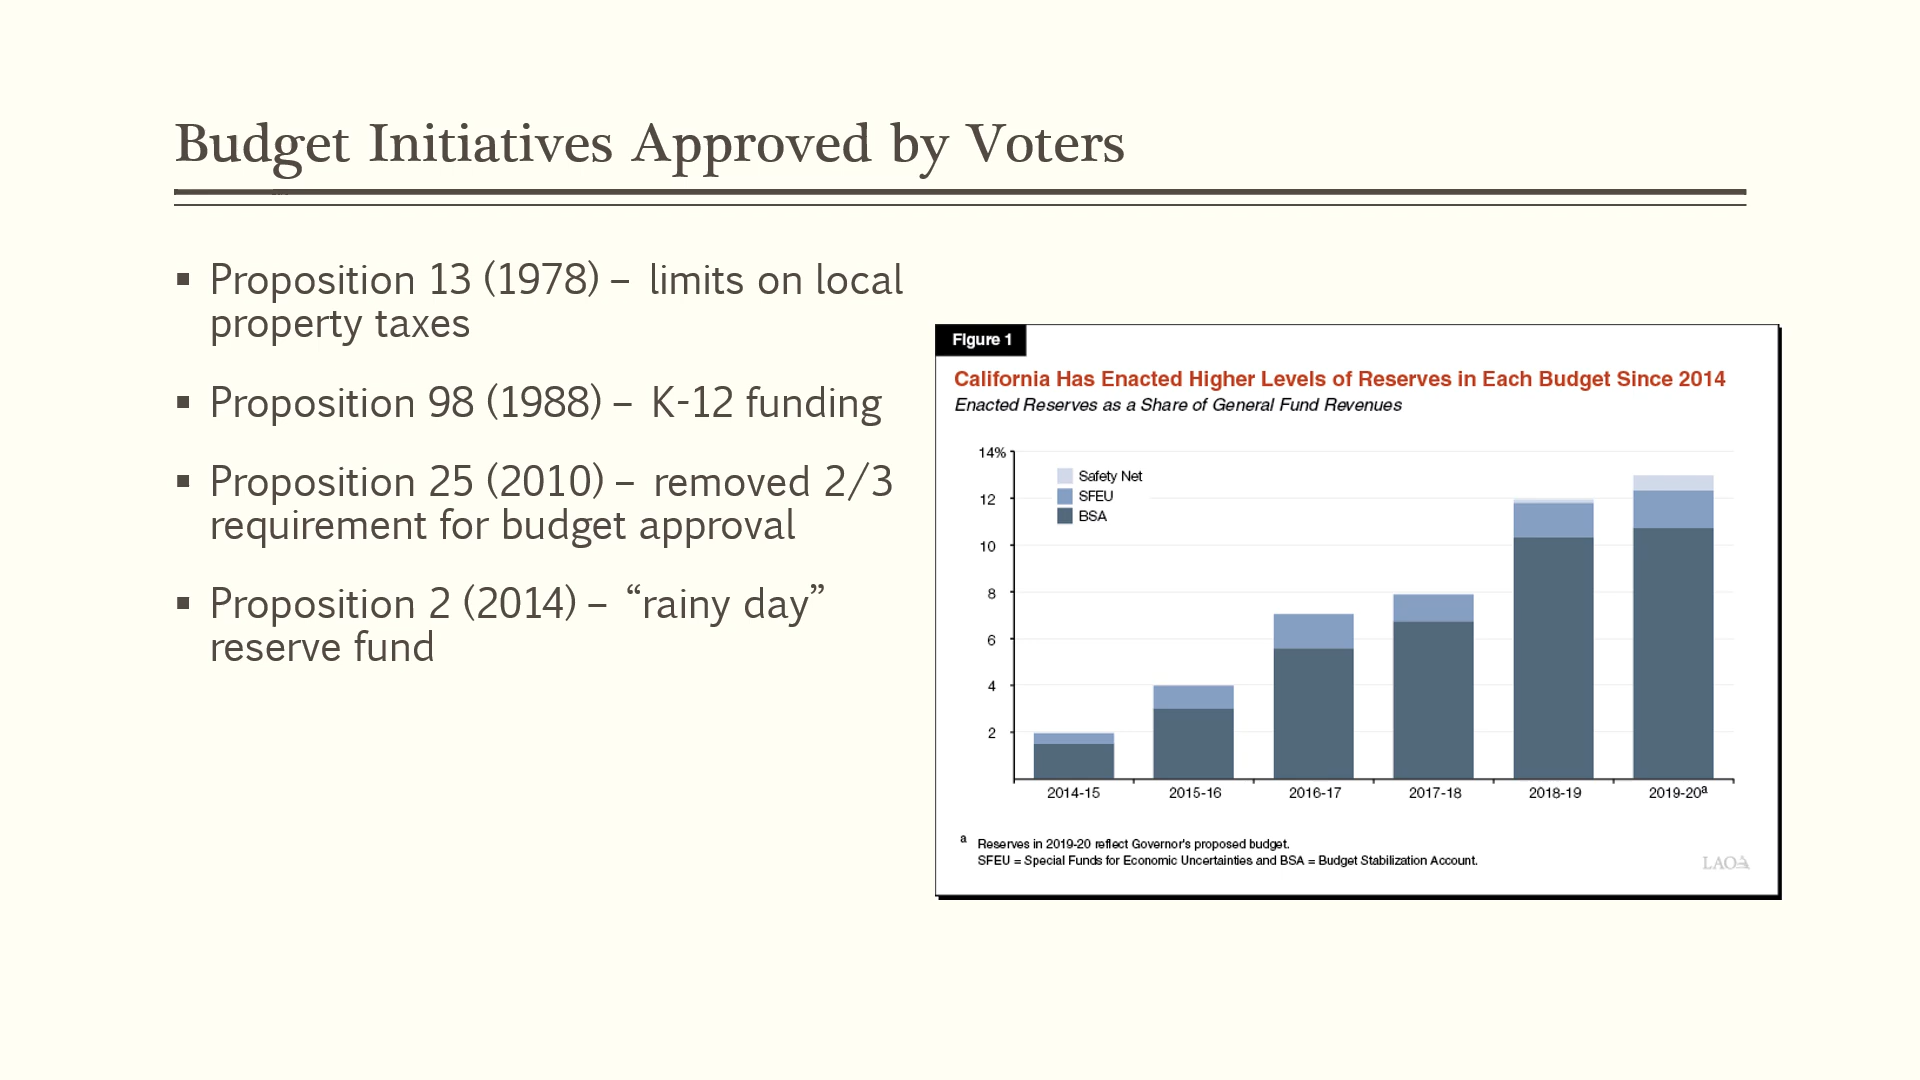 Budget Initiatives Approved by Voters
▪ Proposition 13 (1978) – limits on local
property taxes
▪ Proposition 98 (1988) – K-12 funding
▪ Proposition 25 (2010) – removed 2/3
requirement for budget approval
▪ Proposition 2 (2014) – “rainy day”
reserve fund
Figure 1
California Has Enacted Higher Levels of Reserves in Each Budget Since 2014
Enacted Reserves as a Share of General Fund Revenues
14%
12
10
8
6
4
2
Safety Net
SFEU
BSA
2014-15 2015-16 2016-17 2017-18 2018-19 2019-20a
a Reserves in 2019-20 reflect Governor's proposed budget.
SFEU = Special Funds for Economic Uncertainties and BSA = Budget Stabilization Account.
LAO